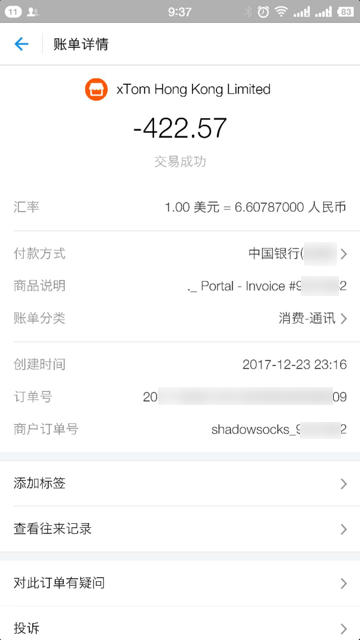 11 9:37 83
账单详情
xTom Hong Kong Limited
-422.57
交易成功
汇率 1.00 美元 = 6.60787000 人民币
付款方式 中国银行(
商品说明 ._ Portal - Invoice #9 2
账单分类 消费-通讯
创建时间 2017-12-23 23:16
订单号 20 09
商户订单号 shadowsocks_9 2
添加标签
查看往来记录
对此订单有疑问
投诉